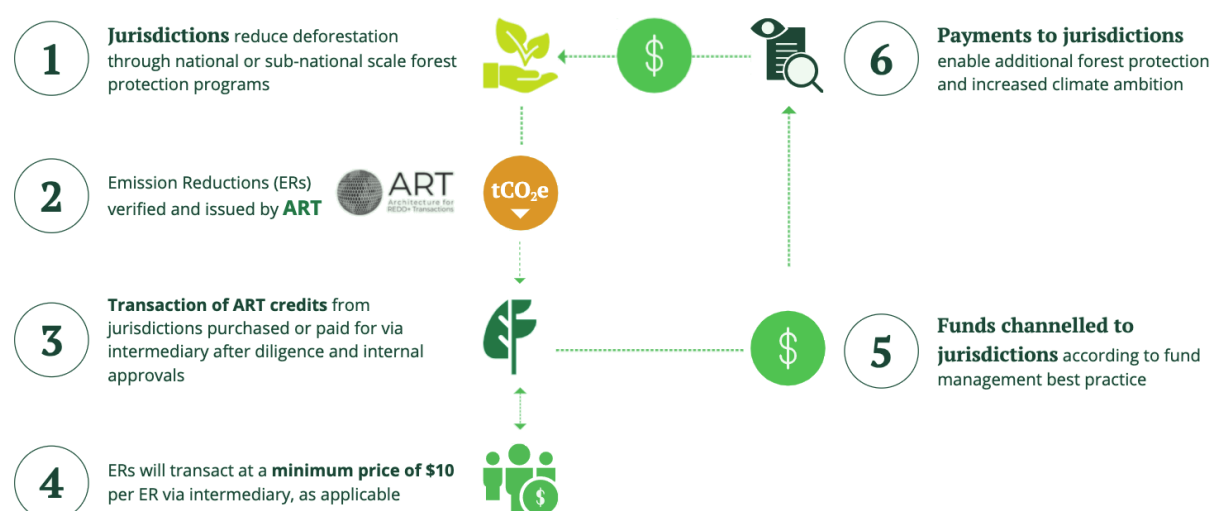 1
Jurisdictions reduce deforestation
through national or sub-national scale forest
protection programs
$
6
Payments to jurisdictions
enable additional forest protection
and increased climate ambition
2
Emission Reductions (ERs)
verified and issued by ART
ART
Architecture for
REDD+ Transactions
tCO₂e
3
Transaction of ART credits from
jurisdictions purchased or paid for via
intermediary after diligence and internal
approvals
$
5
Funds channelled to
jurisdictions according to fund
management best practice
4
ERs will transact at a minimum price of $10
per ER via intermediary, as applicable
$